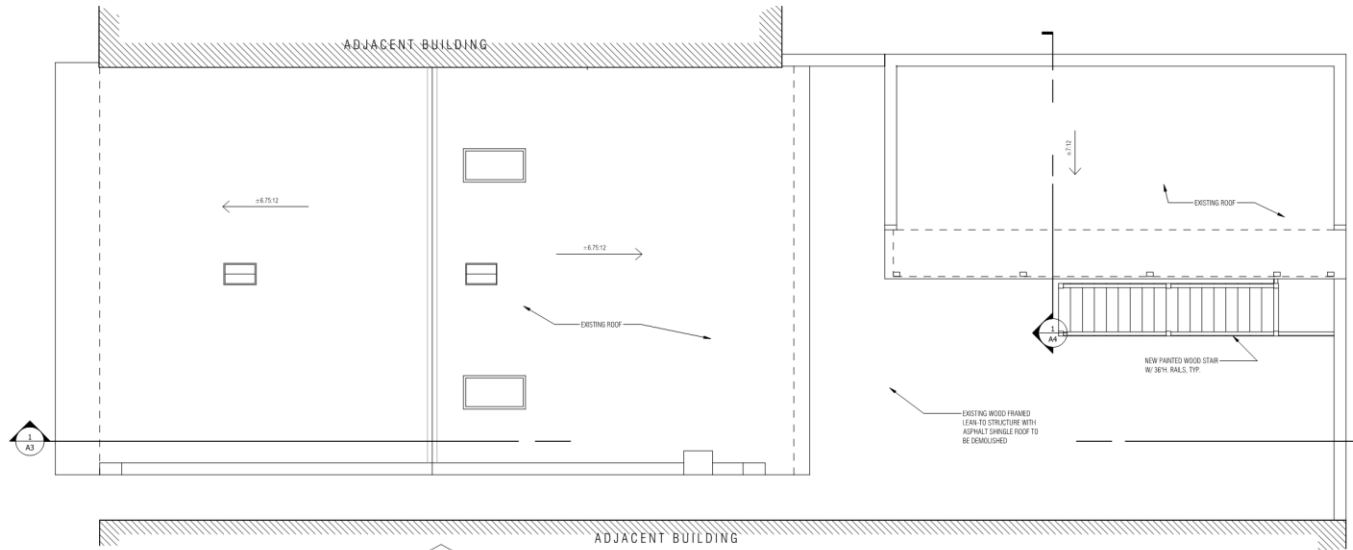 ADJACENT BUILDING
±6.75:12
±6.75:12
EXISTING ROOF
±7:12
EXISTING ROOF
1
A4
NEW PAINTED WOOD STAIR
W/ 36"H. RAILS, TYP.
EXISTING WOOD FRAMED
LEAN-TO STRUCTURE WITH
ASPHALT SHINGLE ROOF TO
BE DEMOLISHED
1
A3
ADJACENT BUILDING